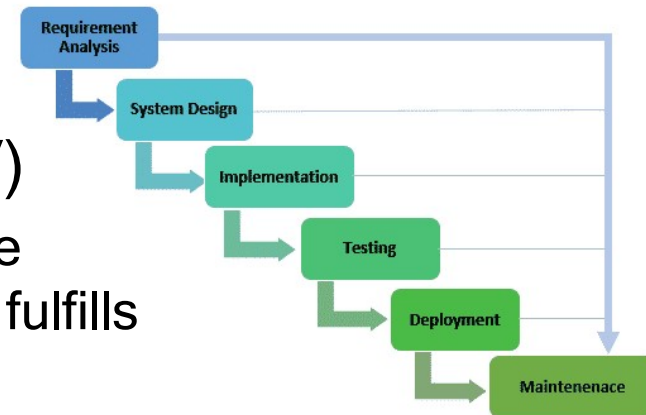 Requirement
Analysis
System Design
/)
Implementation
e
Testing
fulfills
Deployment
Maintenenace